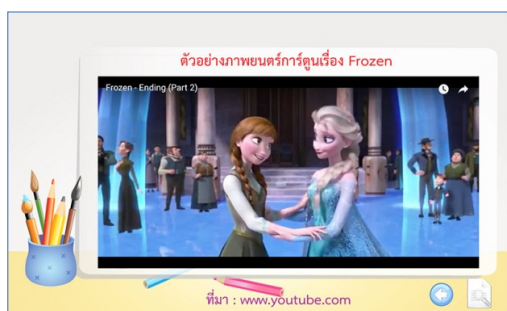 ตัวอย่างภาพยนตร์การ์ตูนเรื่อง Frozen
Frozen - Ending (Part 2)
ที่มา : www.youtube.com